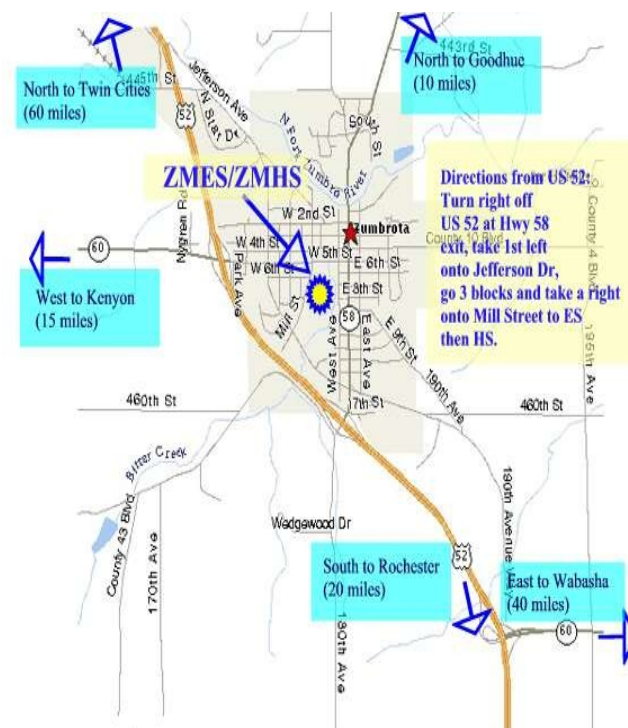 North to Twin Cities
(60 miles)
North to Goodhue
(10 miles)
443rd St
445th St
Jefferson Ave
N Star Dr
52
N Fork Zumbro River
South St
ZMES/ZMHS
Directions from US 52:
Turn right off
US 52 at Hwy 58
exit, take 1st left
onto Jefferson Dr,
go 3 blocks and take a right
onto Mill Street to ES
then HS.
W 2nd St
Zumbrota
County 10 Blvd
County 4 Blvd
Nygren Rd
W 4th St
W 5th St
W 6th St
E 6th St
E 8th St
60
West to Kenyon
(15 miles)
Park Ave
Mill St
West Ave
58
East Ave
E 9th St
190th Ave
195th Ave
460th St
17th St
460th St
Bitter Creek
County 43 Blvd
170th Ave
Wedgewood Dr
180th Ave
190th Avenue Way
52
South to Rochester
(20 miles)
East to Wabasha
(40 miles)
60